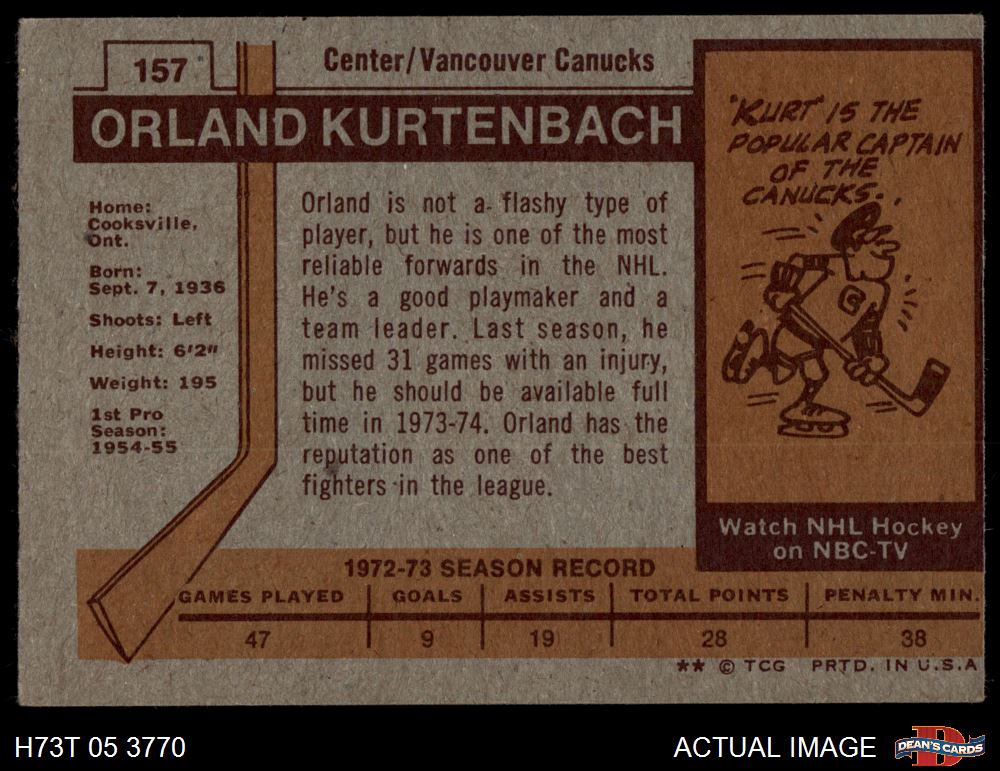 157
Center/Vancouver Canucks
ORLAND KURTENBACH
Home:
Cooksville,
Ont.
Born:
Sept. 7, 1936
Shoots: Left
Height: 6'2"
Weight: 195
1st Pro
Season:
1954-55
Orland is not a flashy type of
player, but he is one of the most
reliable forwards in the NHL.
He's a good playmaker and a
team leader. Last season, he
missed 31 games with an injury,
but he should be available full
time in 1973-74. Orland has the
reputation as one of the best
fighters in the league.
"KURT" IS THE
POPULAR CAPTAIN
OF THE
CANUCKS...
C
Watch NHL Hockey
on NBC-TV
1972-73 SEASON RECORD
GAMES PLAYED GOALS ASSISTS TOTAL POINTS PENALTY MIN.
47 9 19 28 38
** © TCG PRTD. IN U.S.A
H73T 05 3770
ACTUAL IMAGE
D
DEAN'S CARDS